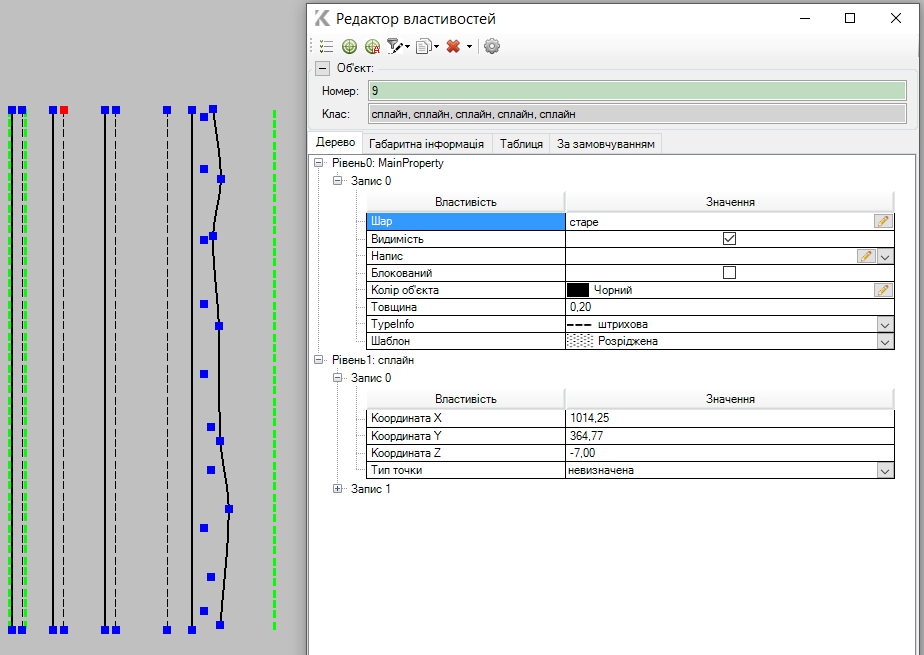 Редактор властивостей
Об'єкт:
Номер: 9
Клас: сплайн, сплайн, сплайн, сплайн, сплайн
Дерево Габаритна інформація Таблиця За замовчуванням
Рівень0: MainProperty
Запис 0
Властивість Значення
Шар старе
Видимість
Напис
Блокований
Колір об'єкта Чорний
Товщина 0,20
TypeInfo штрихова
Шаблон Розріджена
Рівень1: сплайн
Запис 0
Властивість Значення
Координата X 1014,25
Координата Y 364,77
Координата Z -7,00
Тип точки невизначена
Запис 1